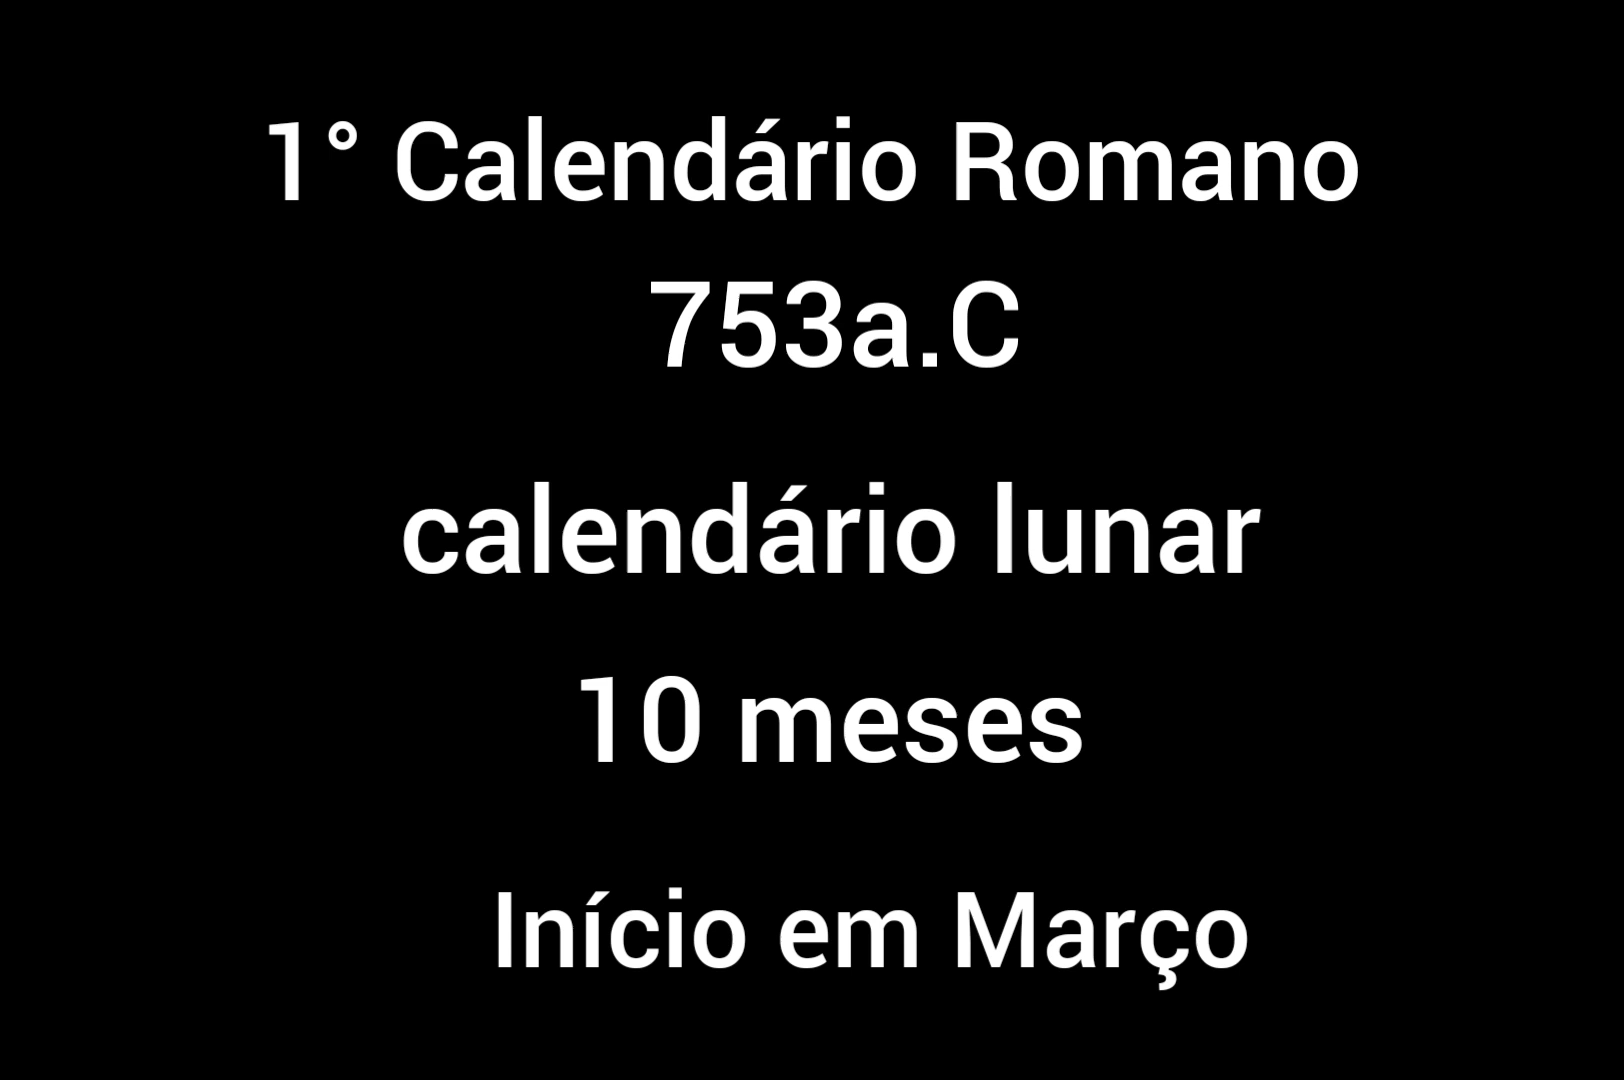 1° Calendário Romano
753a.C
calendário lunar
10 meses
Início em Março